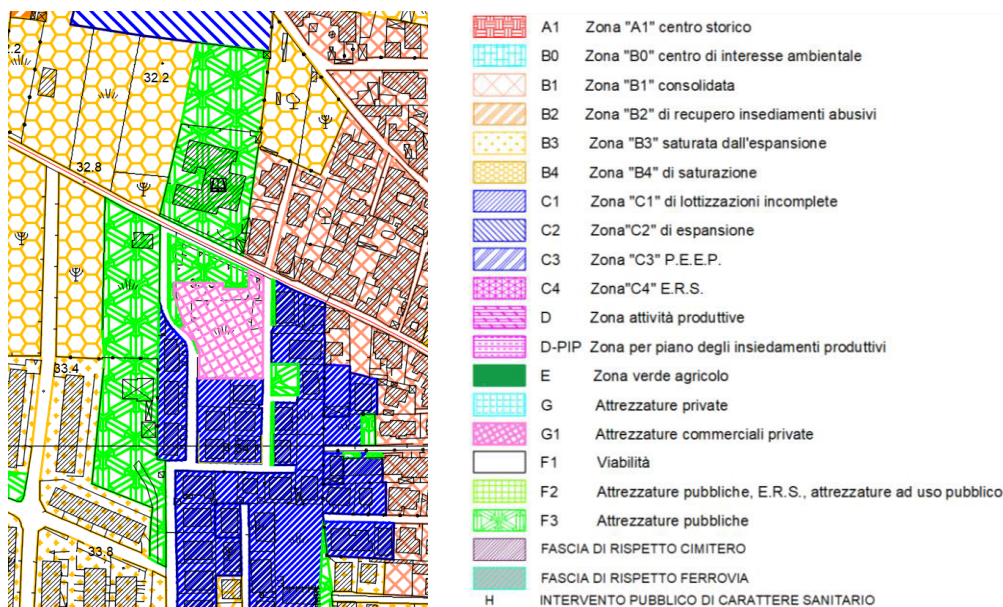 2.2
32.2
32.8
33.4
33.8
A1 Zona "A1" centro storico
B0 Zona "B0" centro di interesse ambientale
B1 Zona "B1" consolidata
B2 Zona "B2" di recupero insediamenti abusivi
B3 Zona "B3" saturata dall'espansione
B4 Zona "B4" di saturazione
C1 Zona "C1" di lottizzazioni incomplete
C2 Zona"C2" di espansione
C3 Zona "C3" P.E.E.P.
C4 Zona"C4" E.R.S.
D Zona attività produttive
D-PIP Zona per piano degli insiedamenti produttivi
E Zona verde agricolo
G Attrezzature private
G1 Attrezzature commerciali private
F1 Viabilità
F2 Attrezzature pubbliche, E.R.S., attrezzature ad uso pubblico
F3 Attrezzature pubbliche
FASCIA DI RISPETTO CIMITERO
FASCIA DI RISPETTO FERROVIA
H INTERVENTO PUBBLICO DI CARATTERE SANITARIO